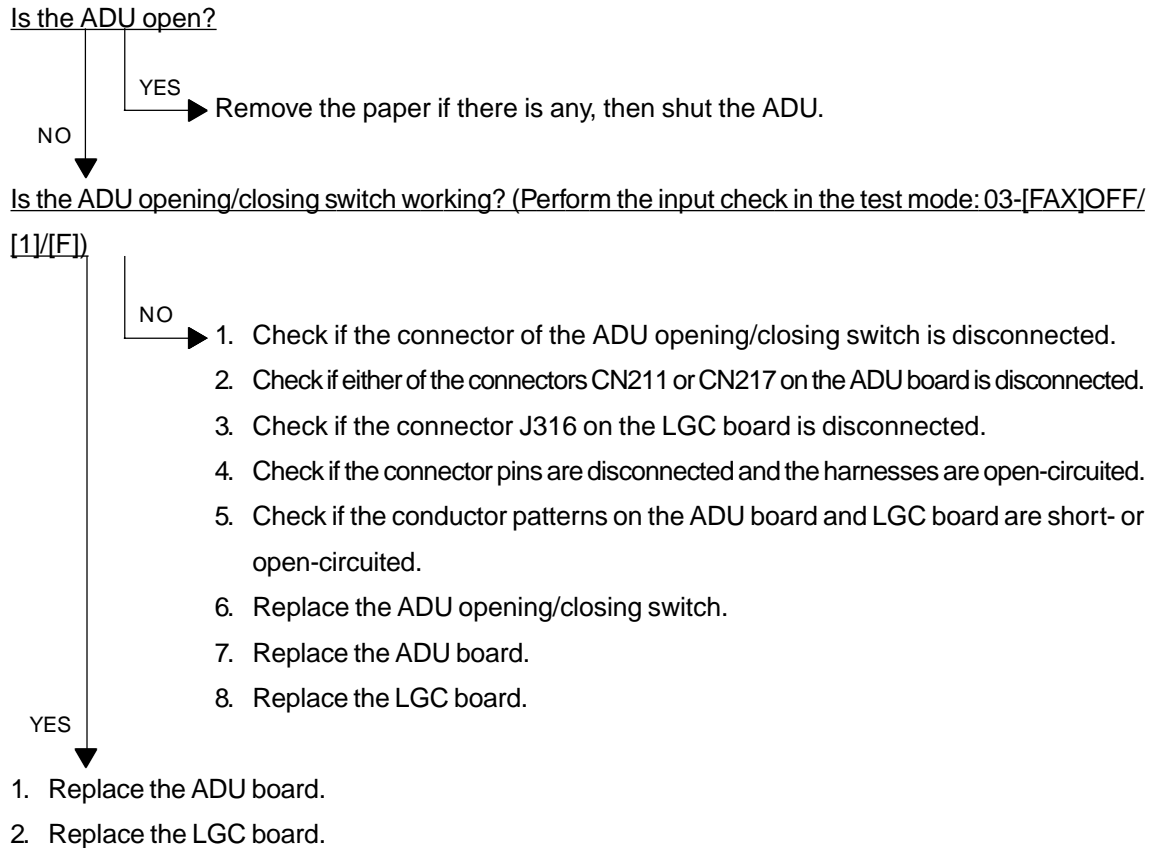 Is the ADU open?
YES
Remove the paper if there is any, then shut the ADU.
NO
Is the ADU opening/closing switch working? (Perform the input check in the test mode: 03-[FAX]OFF/
[1]/[F])
NO
1. Check if the connector of the ADU opening/closing switch is disconnected.
2. Check if either of the connectors CN211 or CN217 on the ADU board is disconnected.
3. Check if the connector J316 on the LGC board is disconnected.
4. Check if the connector pins are disconnected and the harnesses are open-circuited.
5. Check if the conductor patterns on the ADU board and LGC board are short- or
open-circuited.
6. Replace the ADU opening/closing switch.
7. Replace the ADU board.
8. Replace the LGC board.
YES
1. Replace the ADU board.
2. Replace the LGC board.